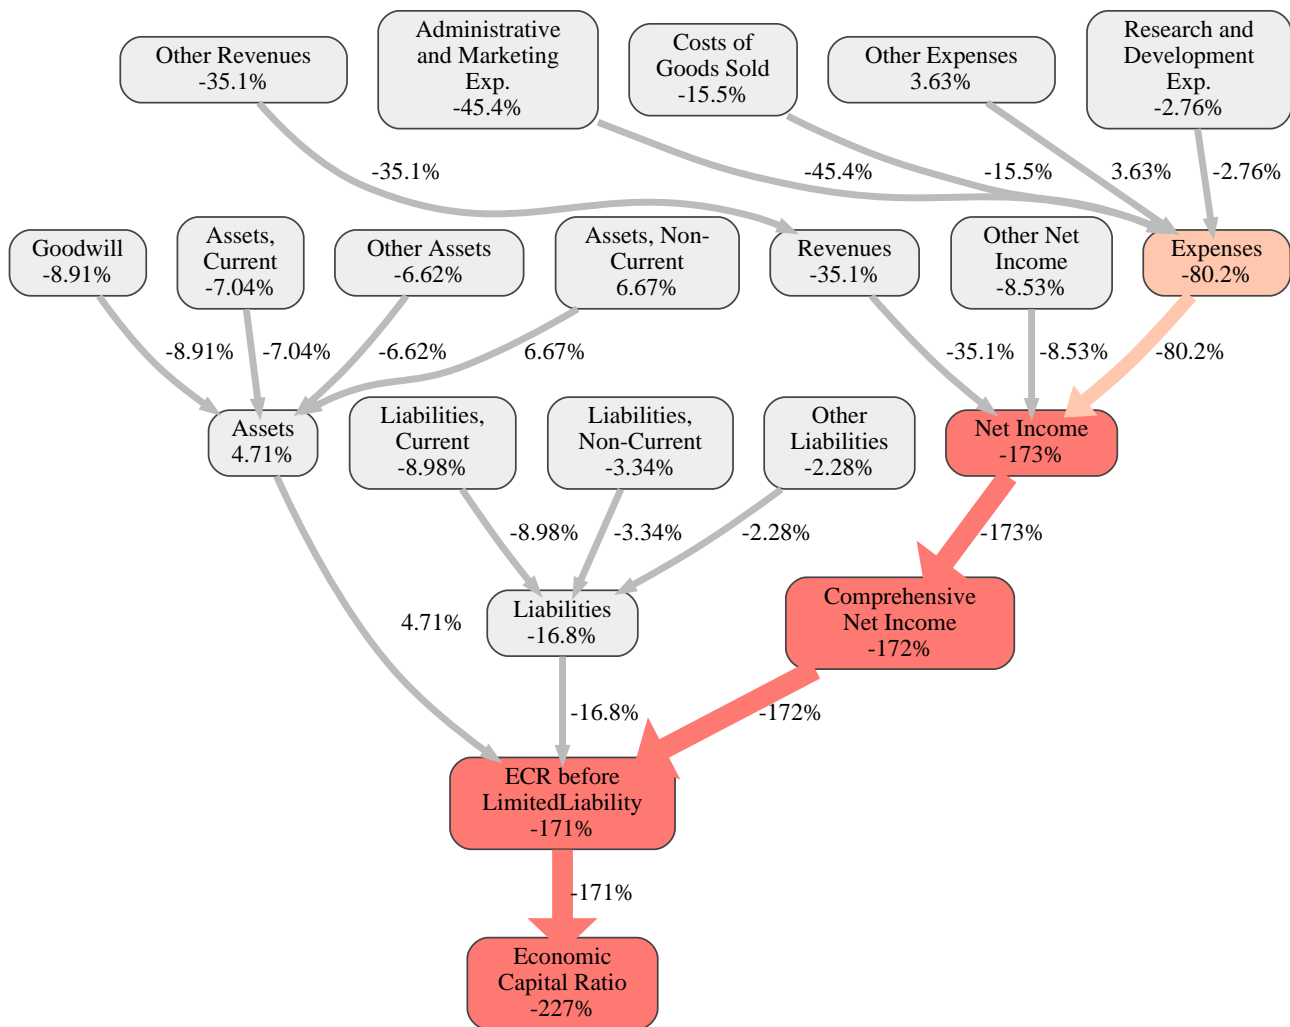 Other Revenues
-35.1%
Administrative
and Marketing
Exp.
-45.4%
Costs of
Goods Sold
-15.5%
Other Expenses
3.63%
Research and
Development
Exp.
-2.76%
-35.1%
-45.4%
-15.5%
3.63%
-2.76%
Goodwill
-8.91%
Assets,
Current
-7.04%
Other Assets
-6.62%
Assets, Non-
Current
6.67%
Revenues
-35.1%
Other Net
Income
-8.53%
Expenses
-80.2%
-8.91%
-7.04%
-6.62%
6.67%
-35.1%
-8.53%
-80.2%
Assets
4.71%
Liabilities,
Current
-8.98%
Liabilities,
Non-Current
-3.34%
Other
Liabilities
-2.28%
Net Income
-173%
-8.98%
-3.34%
-2.28%
-173%
4.71%
Liabilities
-16.8%
Comprehensive
Net Income
-172%
-16.8%
-172%
ECR before
LimitedLiability
-171%
-171%
Economic
Capital Ratio
-227%